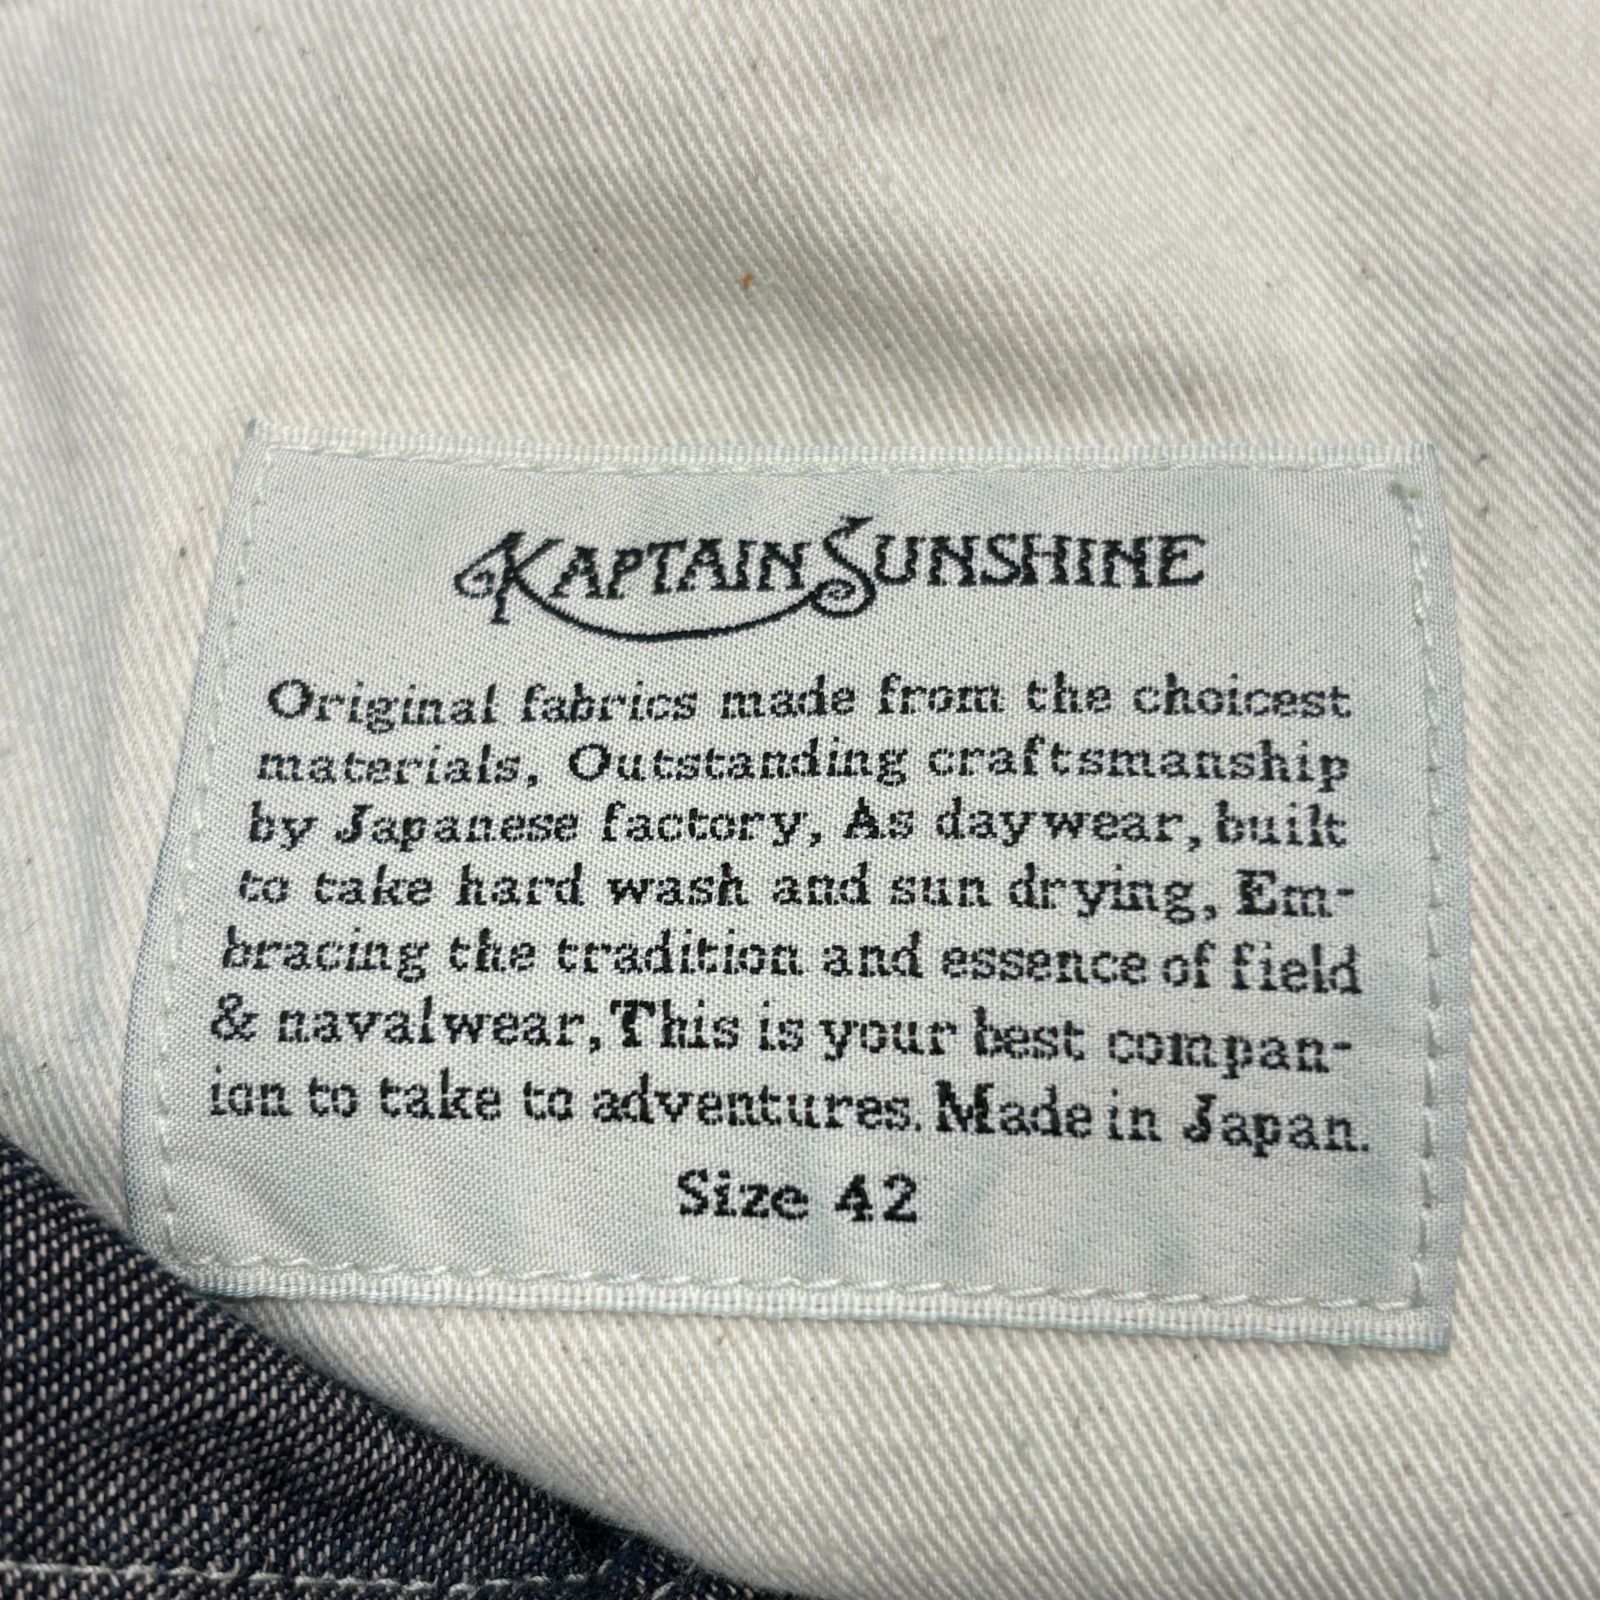 KAPTAIN SUNSHINE
Original fabrics made from the choicest
materials, Outstanding craftsmanship
by Japanese factory, As daywear, built
to take hard wash and sun drying, Em-
bracing the tradition and essence of field
& navalwear, This is your best compan-
ion to take to adventures. Made in Japan.
Size 42